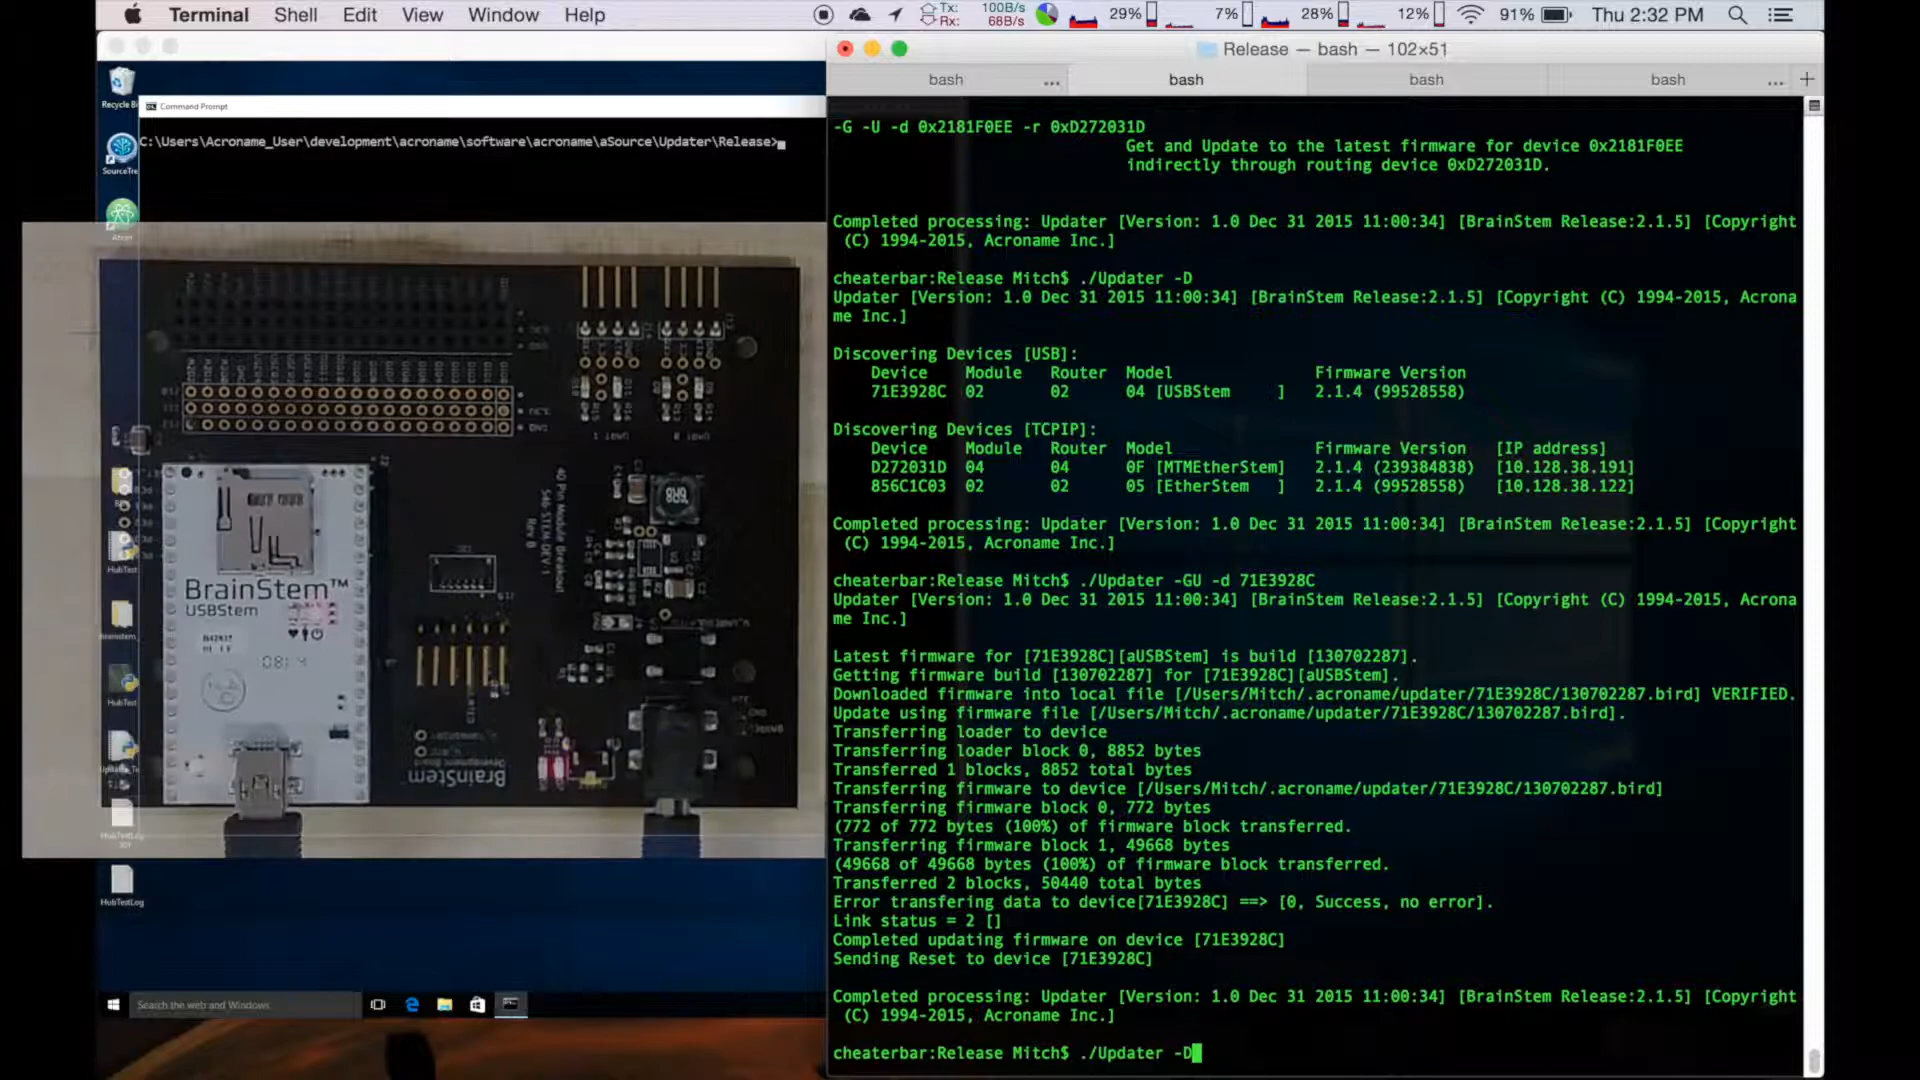 Terminal Shell Edit View Window Help
Tx: 100B/s
Rx: 68B/s
29% 7% 28% 12% 91% Thu 2:32 PM
Release — bash — 102×51
bash ... bash bash bash ... +
Recycle Bi
Command Prompt
C:\Users\Acroname_User\development\acroname\software\acroname\aSource\Updater\Release>
SourceTre
Atom
BrainStem™
USBStem
40 Pin Module Breakout
Rev B
BrainStem
Development Board
HubTest
Brainstem_
HubTest
HubTestLog
HubTestLog
Search the web and Windows
-G -U -d 0x2181F0EE -r 0xD272031D
Get and Update to the latest firmware for device 0x2181F0EE
indirectly through routing device 0xD272031D.
Completed processing: Updater [Version: 1.0 Dec 31 2015 11:00:34] [BrainStem Release:2.1.5] [Copyright
(C) 1994-2015, Acroname Inc.]
cheaterbar:Release Mitch$ ./Updater -D
Updater [Version: 1.0 Dec 31 2015 11:00:34] [BrainStem Release:2.1.5] [Copyright (C) 1994-2015, Acrona
me Inc.]
Discovering Devices [USB]:
Device Module Router Model Firmware Version
71E3928C 02 02 04 [USBStem ] 2.1.4 (99528558)
Discovering Devices [TCPIP]:
Device Module Router Model Firmware Version [IP address]
D272031D 04 04 0F [MTMEtherStem] 2.1.4 (239384838) [10.128.38.191]
856C1C03 02 02 05 [EtherStem ] 2.1.4 (99528558) [10.128.38.122]
Completed processing: Updater [Version: 1.0 Dec 31 2015 11:00:34] [BrainStem Release:2.1.5] [Copyright
(C) 1994-2015, Acroname Inc.]
cheaterbar:Release Mitch$ ./Updater -GU -d 71E3928C
Updater [Version: 1.0 Dec 31 2015 11:00:34] [BrainStem Release:2.1.5] [Copyright (C) 1994-2015, Acrona
me Inc.]
Latest firmware for [71E3928C][aUSBStem] is build [130702287].
Getting firmware build [130702287] for [71E3928C][aUSBStem].
Downloaded firmware into local file [/Users/Mitch/.acroname/updater/71E3928C/130702287.bird] VERIFIED.
Update using firmware file [/Users/Mitch/.acroname/updater/71E3928C/130702287.bird].
Transferring loader to device
Transferring loader block 0, 8852 bytes
Transferred 1 blocks, 8852 total bytes
Transferring firmware to device [/Users/Mitch/.acroname/updater/71E3928C/130702287.bird]
Transferring firmware block 0, 772 bytes
(772 of 772 bytes (100%) of firmware block transferred.
Transferring firmware block 1, 49668 bytes
(49668 of 49668 bytes (100%) of firmware block transferred.
Transferred 2 blocks, 50440 total bytes
Error transfering data to device[71E3928C] ==> [0, Success, no error].
Link status = 2 []
Completed updating firmware on device [71E3928C]
Sending Reset to device [71E3928C]
Completed processing: Updater [Version: 1.0 Dec 31 2015 11:00:34] [BrainStem Release:2.1.5] [Copyright
(C) 1994-2015, Acroname Inc.]
cheaterbar:Release Mitch$ ./Updater -D